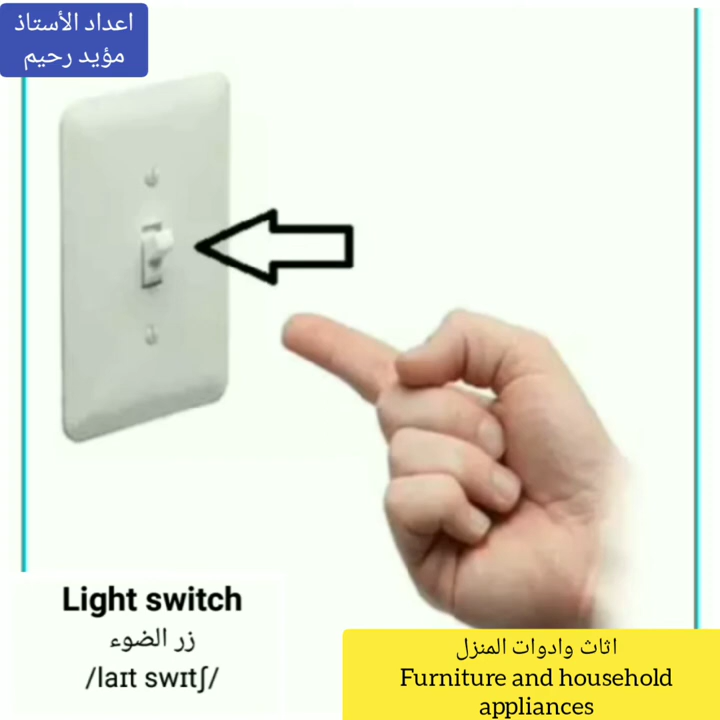 اعداد الأستاذ
مؤيد رحيم
Light switch
زر الضوء
/laɪt swɪtʃ/
اثاث وادوات المنزل
Furniture and household
appliances